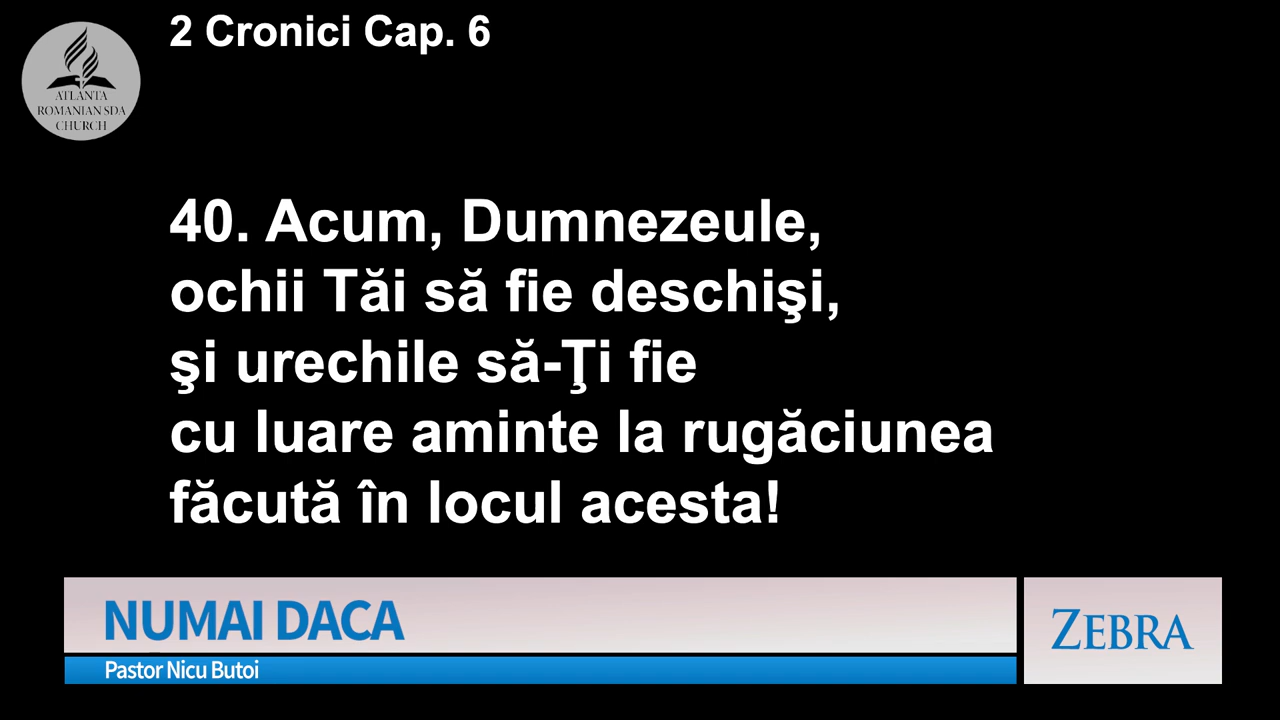 2 Cronici Cap. 6
ATLANTA
ROMANIAN SDA
CHURCH
40. Acum, Dumnezeule,
ochii Tăi să fie deschişi,
şi urechile să-Ţi fie
cu luare aminte la rugăciunea
făcută în locul acesta!
NUMAI DACA
Pastor Nicu Butoi
ZEBRA